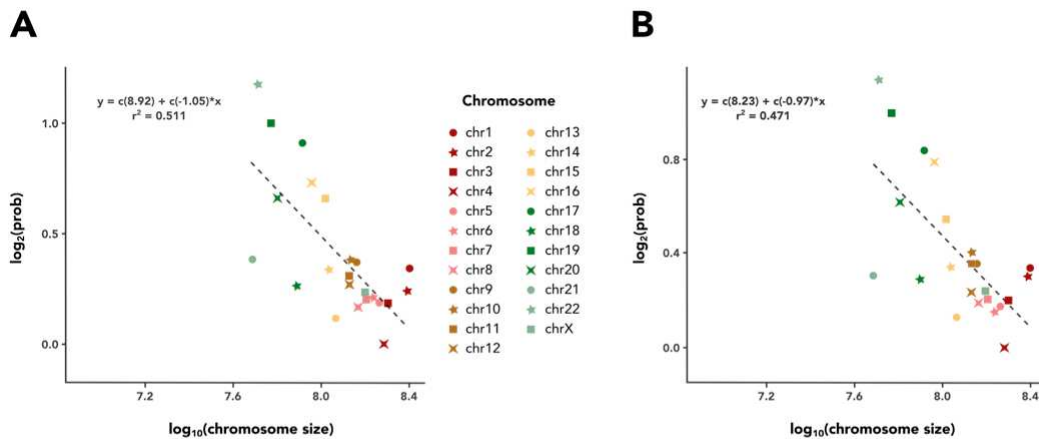 A
B
y = c(8.92) + c(-1.05)*x
r² = 0.511
1.0
0.5
0.0
log₂(prob)
7.2
7.6
8.0
8.4
log₁₀(chromosome size)
Chromosome
chr1
chr2
chr3
chr4
chr5
chr6
chr7
chr8
chr9
chr10
chr11
chr12
chr13
chr14
chr15
chr16
chr17
chr18
chr19
chr20
chr21
chr22
chrX
y = c(8.23) + c(-0.97)*x
r² = 0.471
0.8
0.4
0.0
log₂(prob)
7.2
7.6
8.0
8.4
log₁₀(chromosome size)